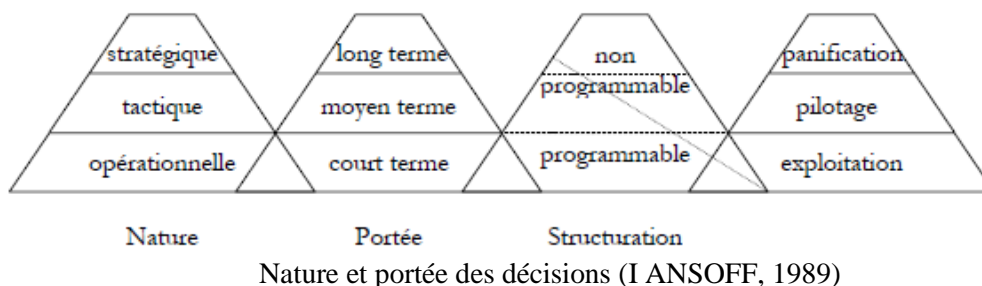 stratégique
long terme
non
panification
tactique
moyen terme
programmable
pilotage
opérationnelle
court terme
programmable
exploitation
Nature
Portée
Structuration
Nature et portée des décisions (I ANSOFF, 1989)